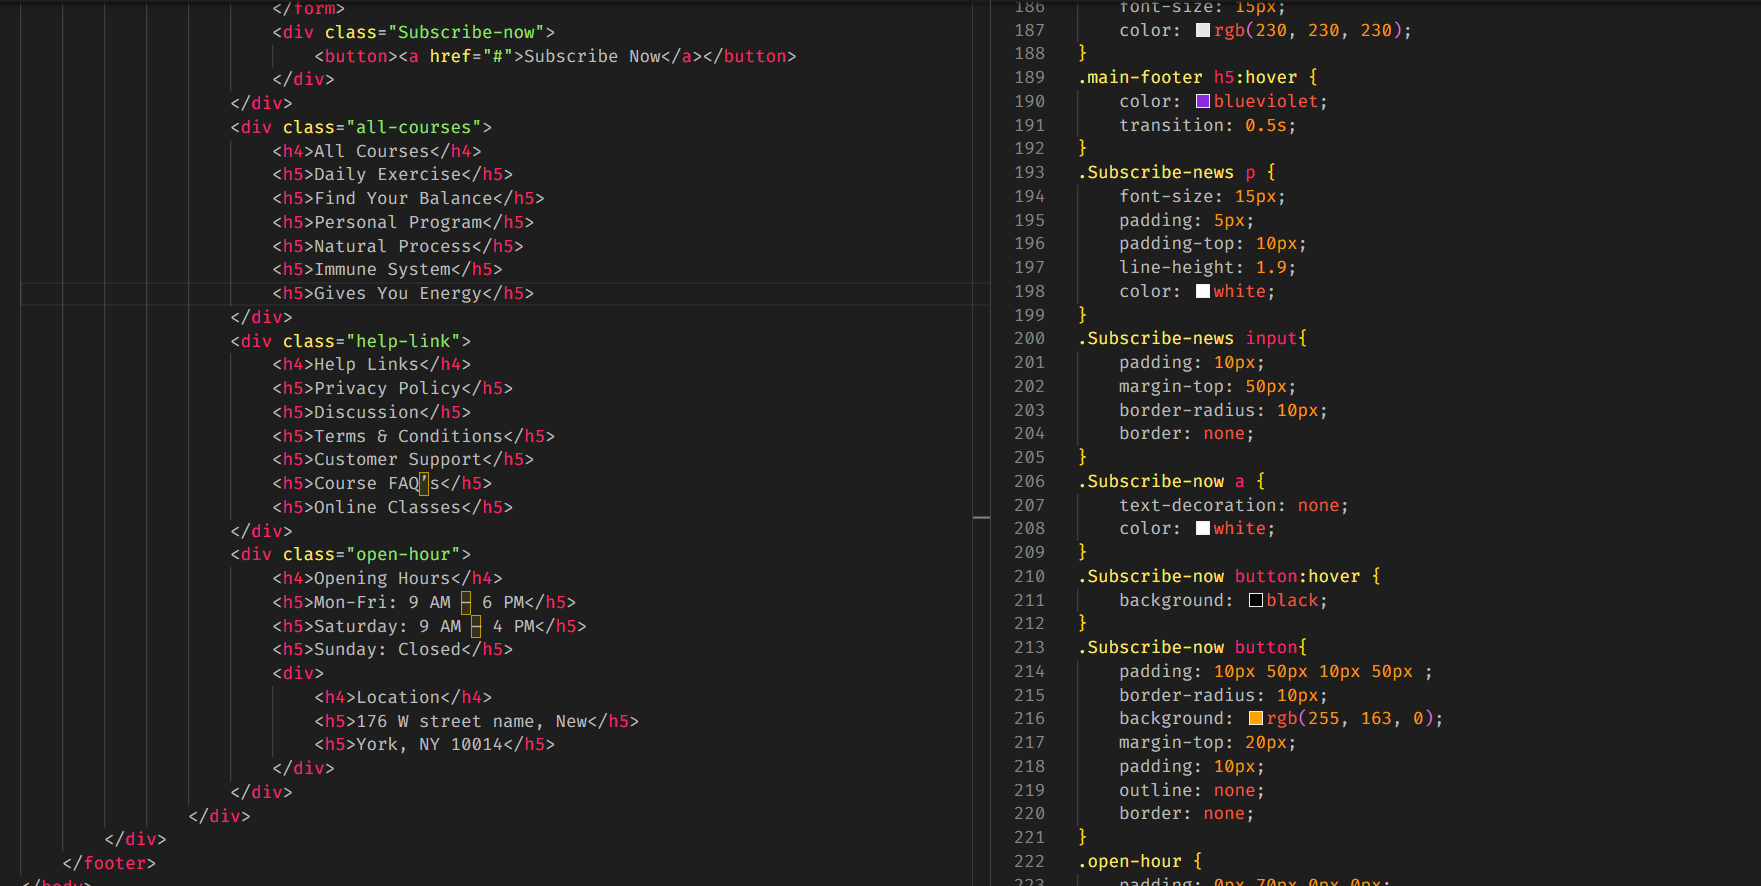 </form>
<div class="Subscribe-now">
<button><a href="#">Subscribe Now</a></button>
</div>
</div>
<div class="all-courses">
<h4>All Courses</h4>
<h5>Daily Exercise</h5>
<h5>Find Your Balance</h5>
<h5>Personal Program</h5>
<h5>Natural Process</h5>
<h5>Immune System</h5>
<h5>Gives You Energy</h5>
</div>
<div class="help-link">
<h4>Help Links</h4>
<h5>Privacy Policy</h5>
<h5>Discussion</h5>
<h5>Terms & Conditions</h5>
<h5>Customer Support</h5>
<h5>Course FAQ’s</h5>
<h5>Online Classes</h5>
</div>
<div class="open-hour">
<h4>Opening Hours</h4>
<h5>Mon-Fri: 9 AM – 6 PM</h5>
<h5>Saturday: 9 AM – 4 PM</h5>
<h5>Sunday: Closed</h5>
<div>
<h4>Location</h4>
<h5>176 W street name, New</h5>
<h5>York, NY 10014</h5>
</div>
</div>
</div>
</div>
</footer>
</body>
186 font-size: 15px;
187 color: rgb(230, 230, 230);
188 }
189 .main-footer h5:hover {
190 color: blueviolet;
191 transition: 0.5s;
192 }
193 .Subscribe-news p {
194 font-size: 15px;
195 padding: 5px;
196 padding-top: 10px;
197 line-height: 1.9;
198 color: white;
199 }
200 .Subscribe-news input{
201 padding: 10px;
202 margin-top: 50px;
203 border-radius: 10px;
204 border: none;
205 }
206 .Subscribe-now a {
207 text-decoration: none;
208 color: white;
209 }
210 .Subscribe-now button:hover {
211 background: black;
212 }
213 .Subscribe-now button{
214 padding: 10px 50px 10px 50px ;
215 border-radius: 10px;
216 background: rgb(255, 163, 0);
217 margin-top: 20px;
218 padding: 10px;
219 outline: none;
220 border: none;
221 }
222 .open-hour {
223 padding: 0px 70px 0px 0px;